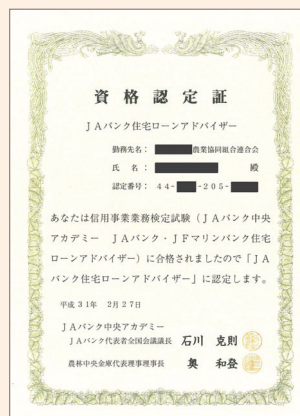 資格認定証
JAバンク住宅ローンアドバイザー
勤務先名： 農業協同組合連合会
氏名： 殿
認定番号： 44- -205-
あなたは信用事業業務検定試験（JAバンク中央
アカデミー JAバンク・JFマリンバンク住宅
ローンアドバイザー）に合格されましたので「JA
バンク住宅ローンアドバイザー」に認定します。
平成31年 2月27日
JAバンク中央アカデミー
JAバンク代表者全国会議議長 石川 克則
農林中央金庫代表理事理事長 奥 和登